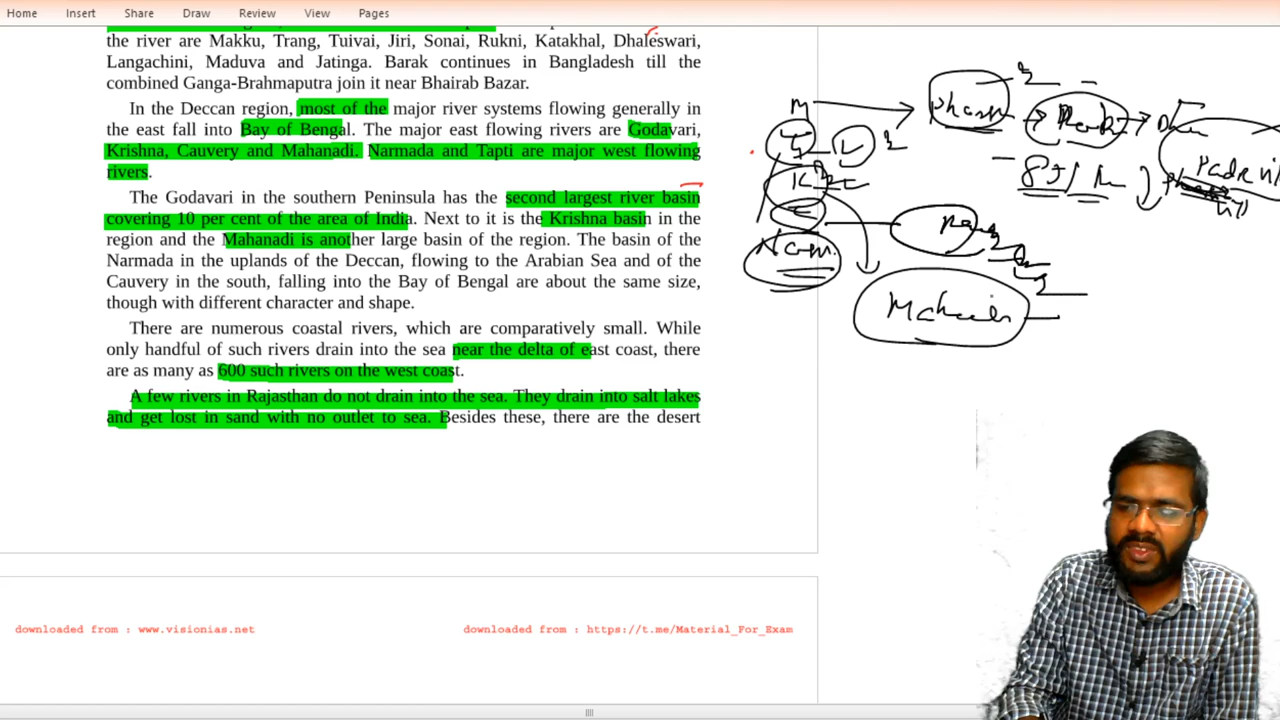 Home Insert Share Draw Review View Pages
the river are Makku, Trang, Tuivai, Jiri, Sonai, Rukni, Katakhal, Dhaleswari,
Langachini, Maduva and Jatinga. Barak continues in Bangladesh till the
combined Ganga-Brahmaputra join it near Bhairab Bazar.
In the Deccan region, most of the major river systems flowing generally in
the east fall into Bay of Bengal. The major east flowing rivers are Godavari,
Krishna, Cauvery and Mahanadi. Narmada and Tapti are major west flowing
rivers.
The Godavari in the southern Peninsula has the second largest river basin
covering 10 per cent of the area of India. Next to it is the Krishna basin in the
region and the Mahanadi is another large basin of the region. The basin of the
Narmada in the uplands of the Deccan, flowing to the Arabian Sea and of the
Cauvery in the south, falling into the Bay of Bengal are about the same size,
though with different character and shape.
There are numerous coastal rivers, which are comparatively small. While
only handful of such rivers drain into the sea near the delta of east coast, there
are as many as 600 such rivers on the west coast.
A few rivers in Rajasthan do not drain into the sea. They drain into salt lakes
and get lost in sand with no outlet to sea. Besides these, there are the desert
downloaded from : www.visionias.net
downloaded from : https://t.me/Material_For_Exam